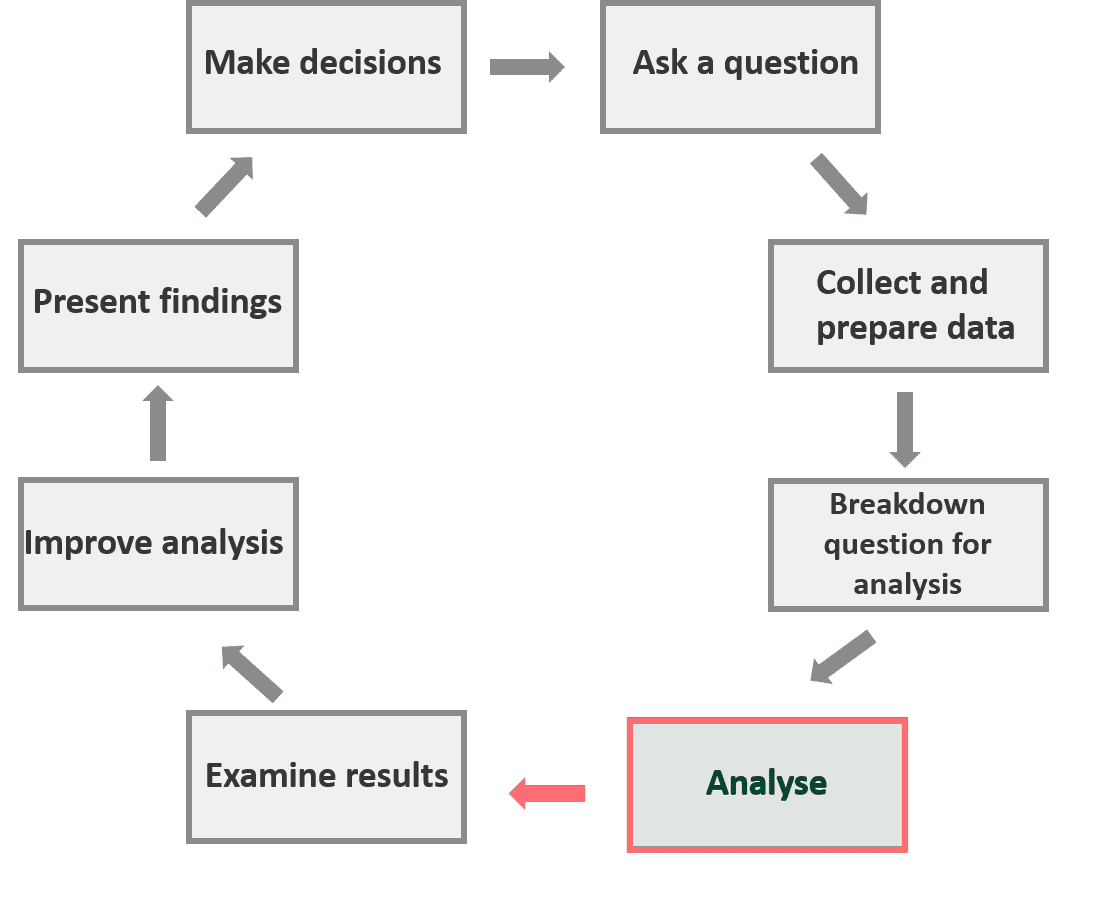 Make decisions
Ask a question
Present findings
Collect and
prepare data
Improve analysis
Breakdown
question for
analysis
Examine results
Analyse